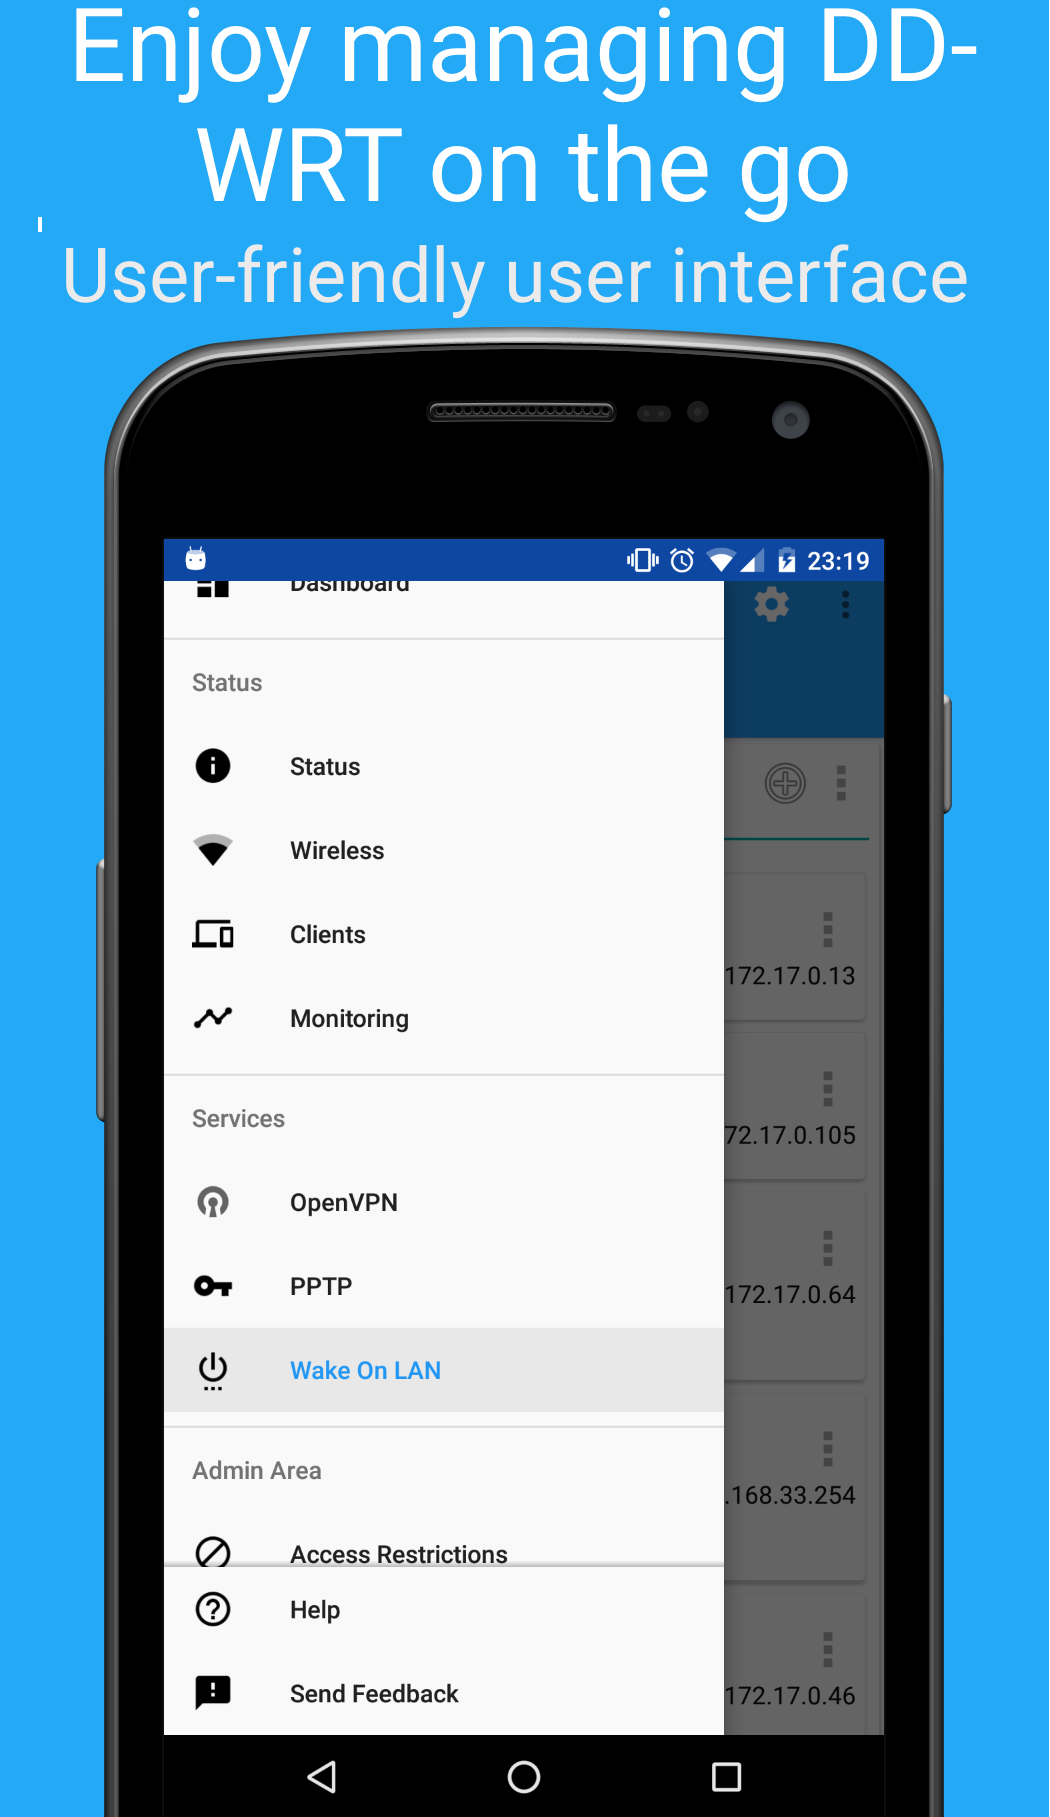 Enjoy managing DD-
WRT on the go
User-friendly user interface
23:19
Dashboard
Status
Status
Wireless
Clients
172.17.0.13
Monitoring
Services
72.17.0.105
OpenVPN
PPTP
172.17.0.64
Wake On LAN
Admin Area
.168.33.254
Access Restrictions
Help
Send Feedback
172.17.0.46